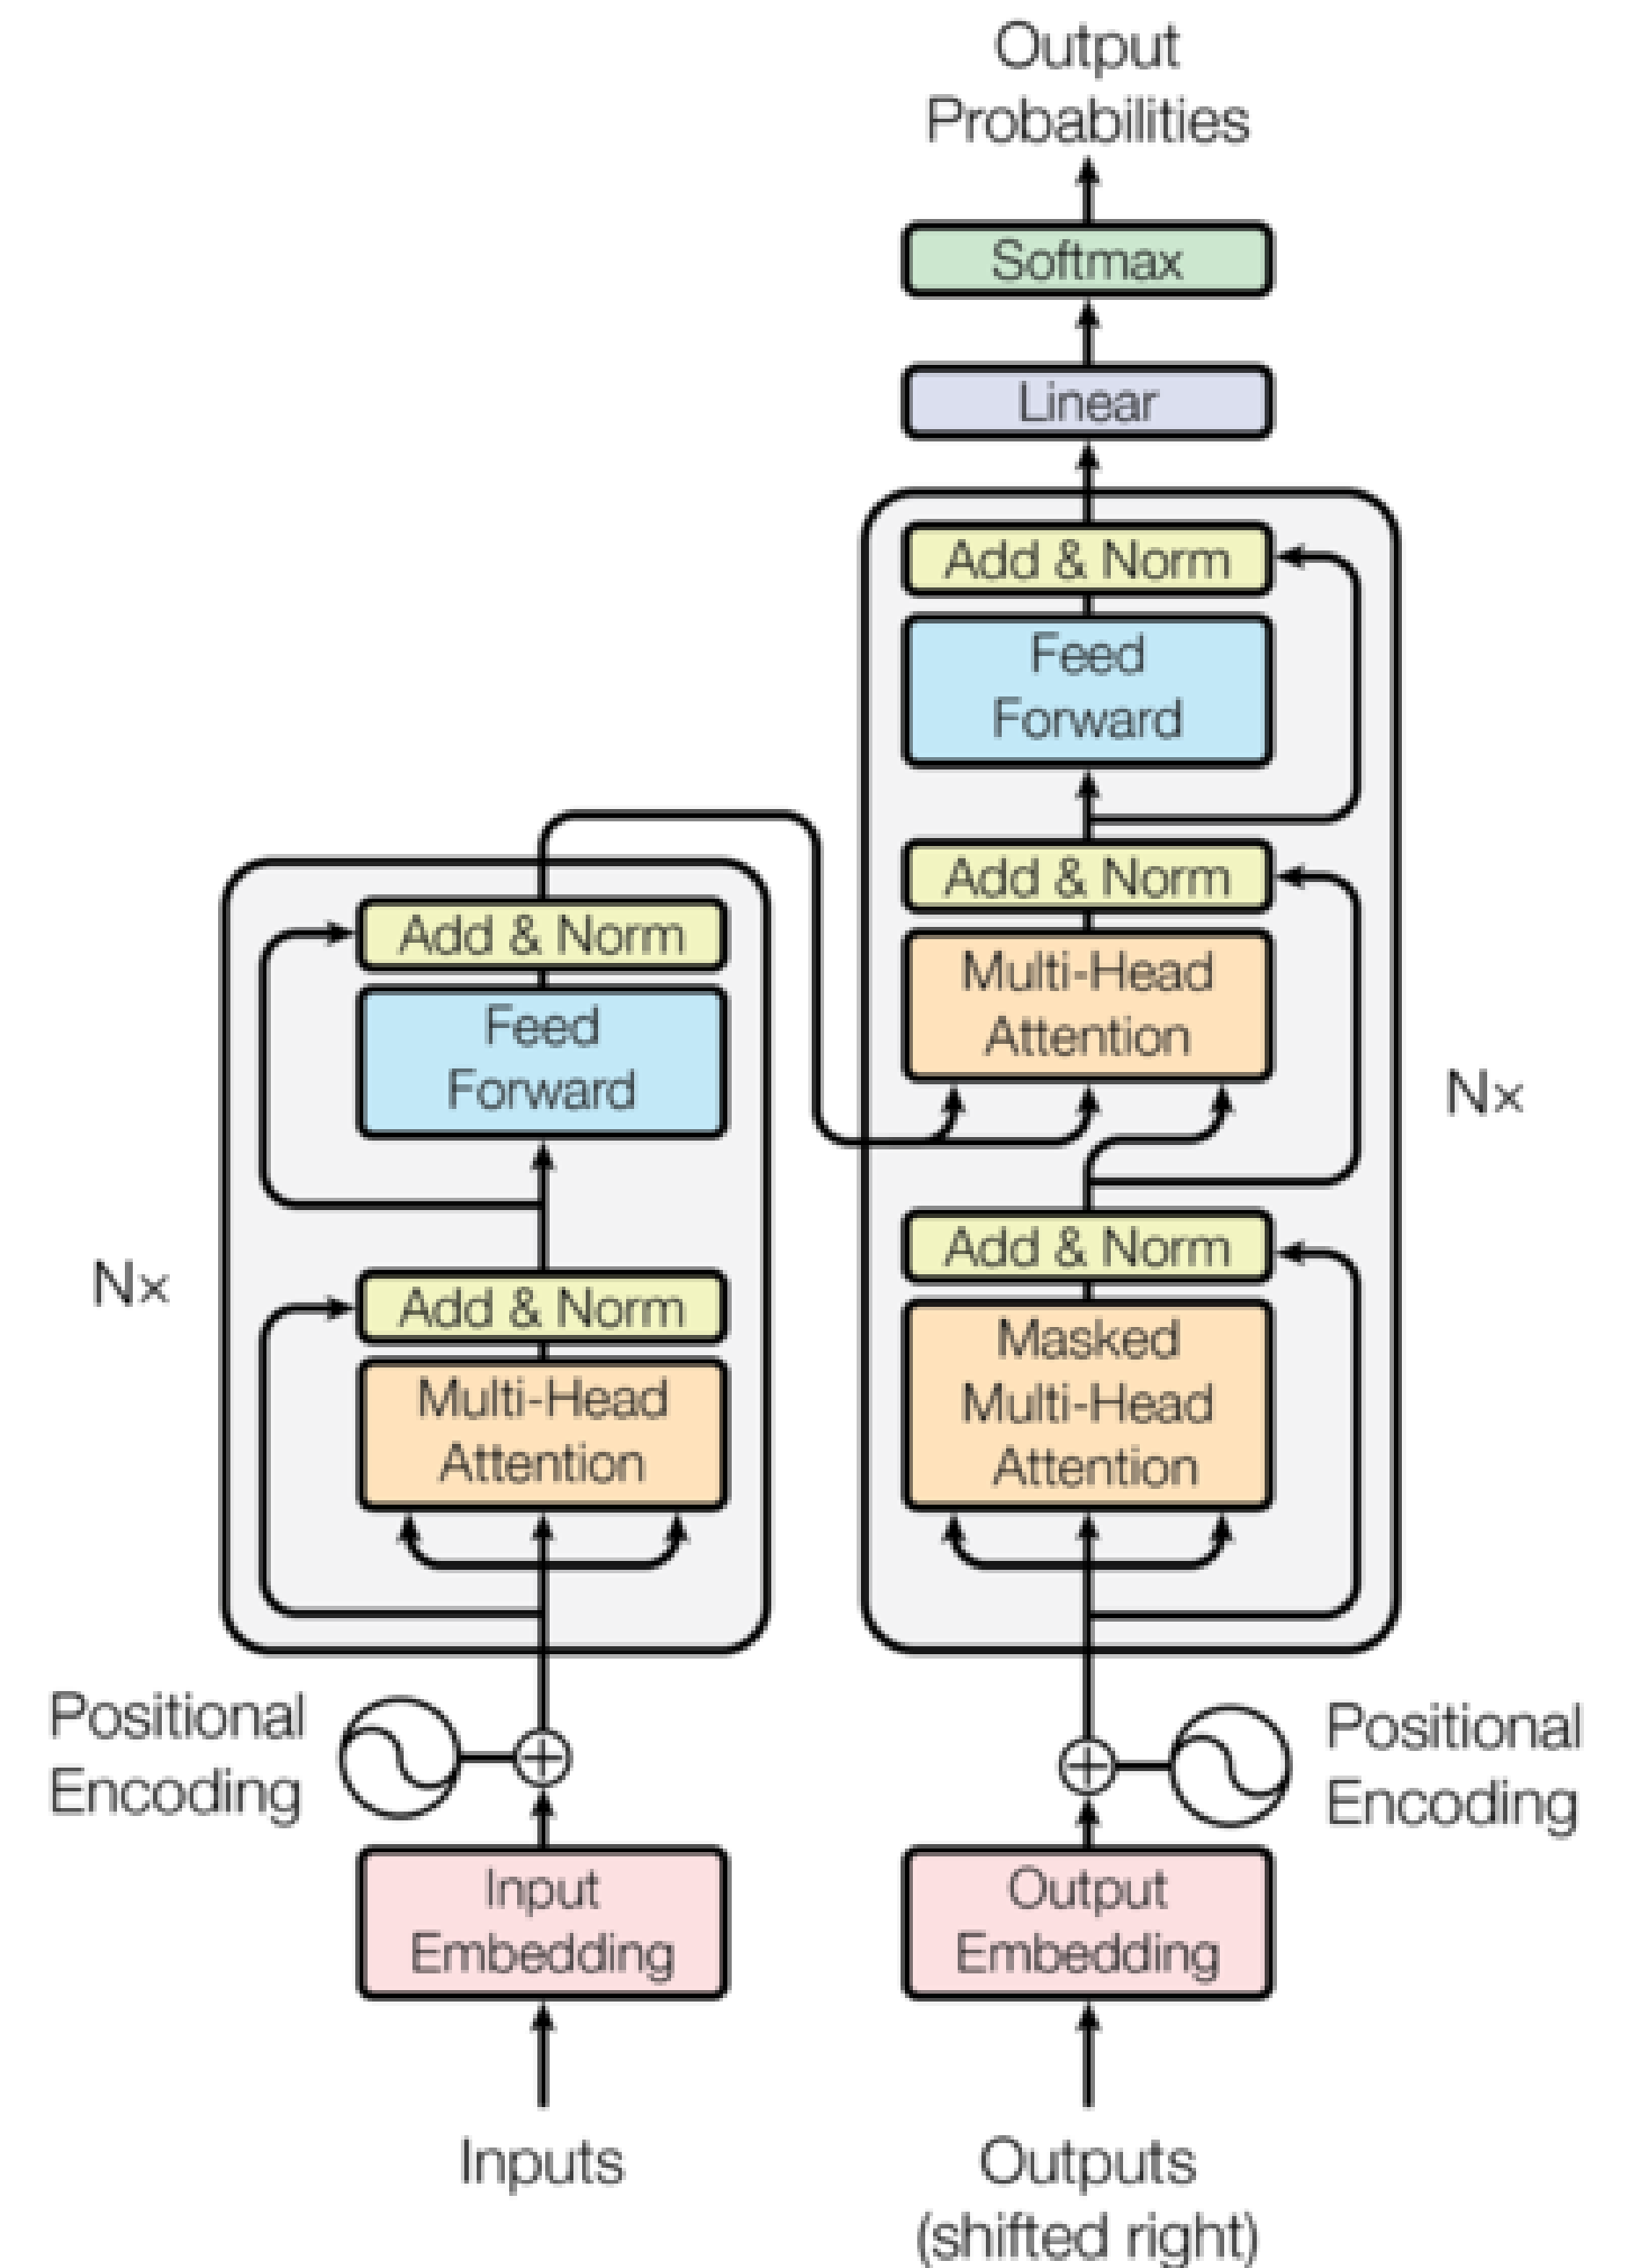 Output
Probabilities
Softmax
Linear
Add & Norm
Feed
Forward
Add & Norm
Multi-Head
Attention
Add & Norm
Masked
Multi-Head
Attention
Nx
Add & Norm
Feed
Forward
Add & Norm
Multi-Head
Attention
Nx
Positional
Encoding
Positional
Encoding
Input
Embedding
Output
Embedding
Inputs
Outputs
(shifted right)